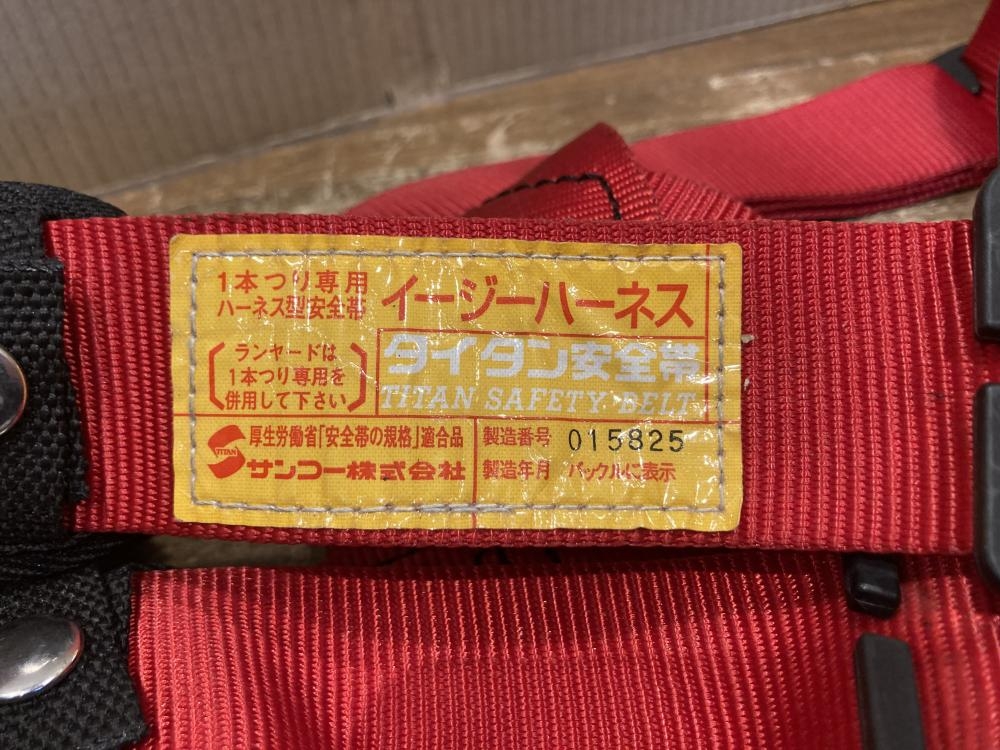 1本つり専用
ハーネス型安全帯
イージーハーネス
ランヤードは
1本つり専用を
併用して下さい
タイタン安全帯
TITAN SAFETY BELT
厚生労働省「安全帯の規格」適合品
TITAN
サンコー株式会社
製造番号 015825
製造年月 バックルに表示